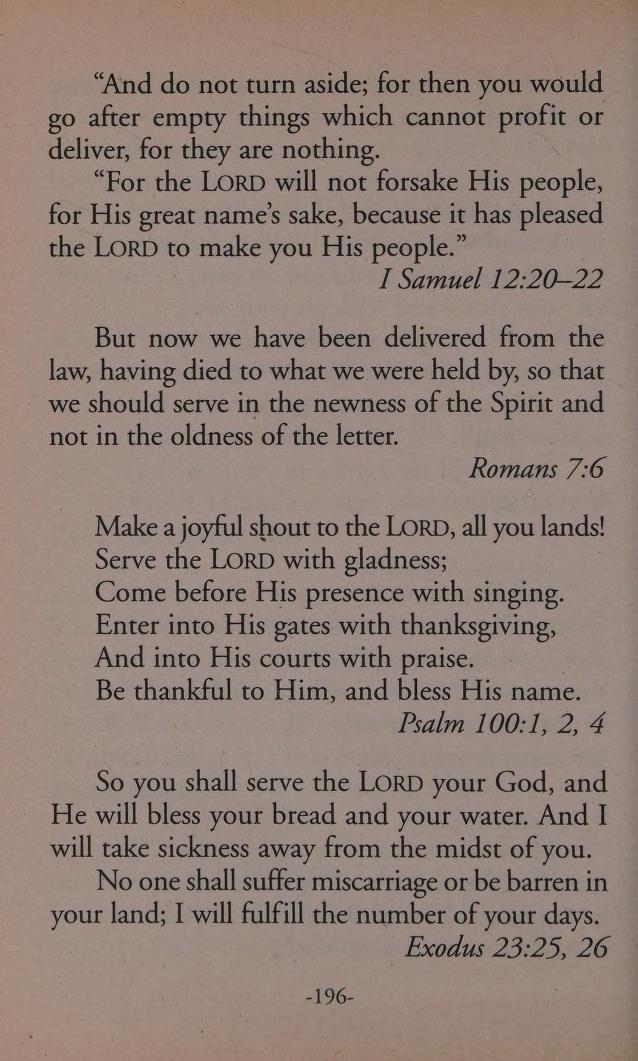 “And do not turn aside; for then you would
go after empty things which cannot profit or
deliver, for they are nothing.
“For the LORD will not forsake His people,
for His great name’s sake, because it has pleased
the LORD to make you His people.”
I Samuel 12:20–22
But now we have been delivered from the
law, having died to what we were held by, so that
we should serve in the newness of the Spirit and
not in the oldness of the letter.
Romans 7:6
Make a joyful shout to the LORD, all you lands!
Serve the LORD with gladness;
Come before His presence with singing.
Enter into His gates with thanksgiving,
And into His courts with praise.
Be thankful to Him, and bless His name.
Psalm 100:1, 2, 4
So you shall serve the LORD your God, and
He will bless your bread and your water. And I
will take sickness away from the midst of you.
No one shall suffer miscarriage or be barren in
your land; I will fulfill the number of your days.
Exodus 23:25, 26
-196-